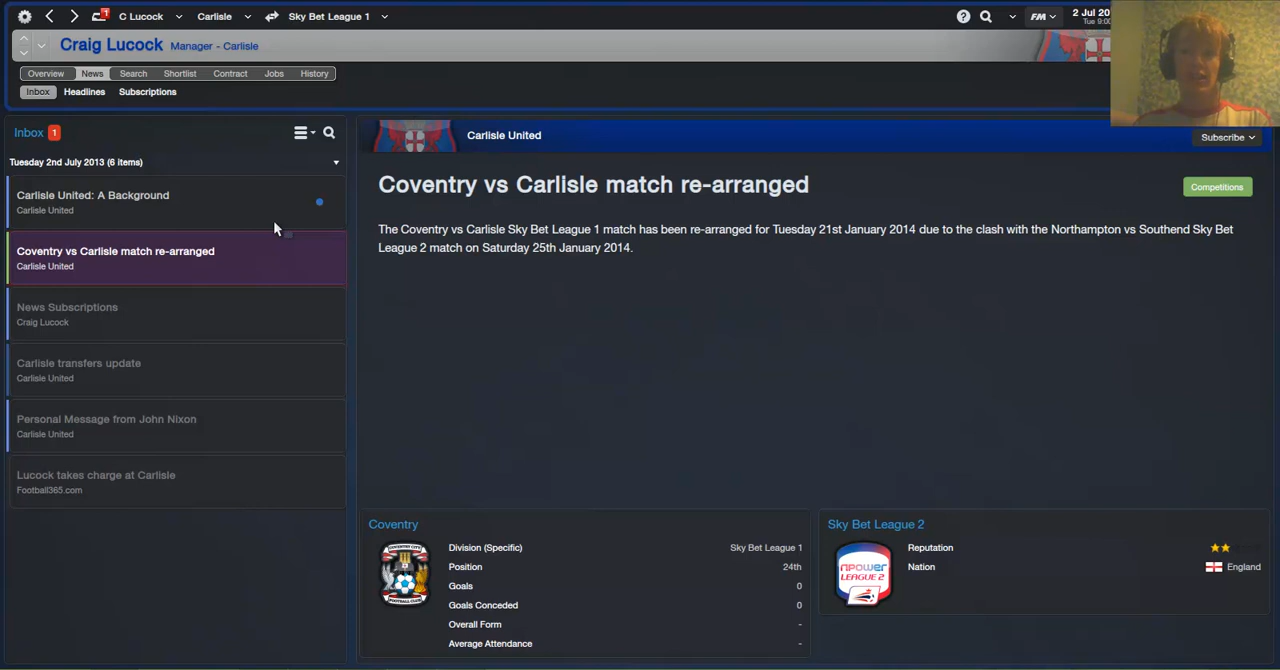 1
C Lucock
Carlisle
Sky Bet League 1
FM
2 Jul 20
Tue 9:0
Craig Lucock
Manager - Carlisle
Overview
News
Search
Shortlist
Contract
Jobs
History
Inbox
Headlines
Subscriptions
Inbox 1
Tuesday 2nd July 2013 (6 items)
Carlisle United: A Background
Carlisle United
Coventry vs Carlisle match re-arranged
Carlisle United
News Subscriptions
Craig Lucock
Carlisle transfers update
Carlisle United
Personal Message from John Nixon
Carlisle United
Lucock takes charge at Carlisle
Football365.com
Carlisle United
Subscribe
Coventry vs Carlisle match re-arranged
Competitions
The Coventry vs Carlisle Sky Bet League 1 match has been re-arranged for Tuesday 21st January 2014 due to the clash with the Northampton vs Southend Sky Bet
League 2 match on Saturday 25th January 2014.
Coventry
Division (Specific) Sky Bet League 1
Position 24th
Goals 0
Goals Conceded 0
Overall Form -
Average Attendance -
Sky Bet League 2
Reputation
Nation England
npower
LEAGUE 2